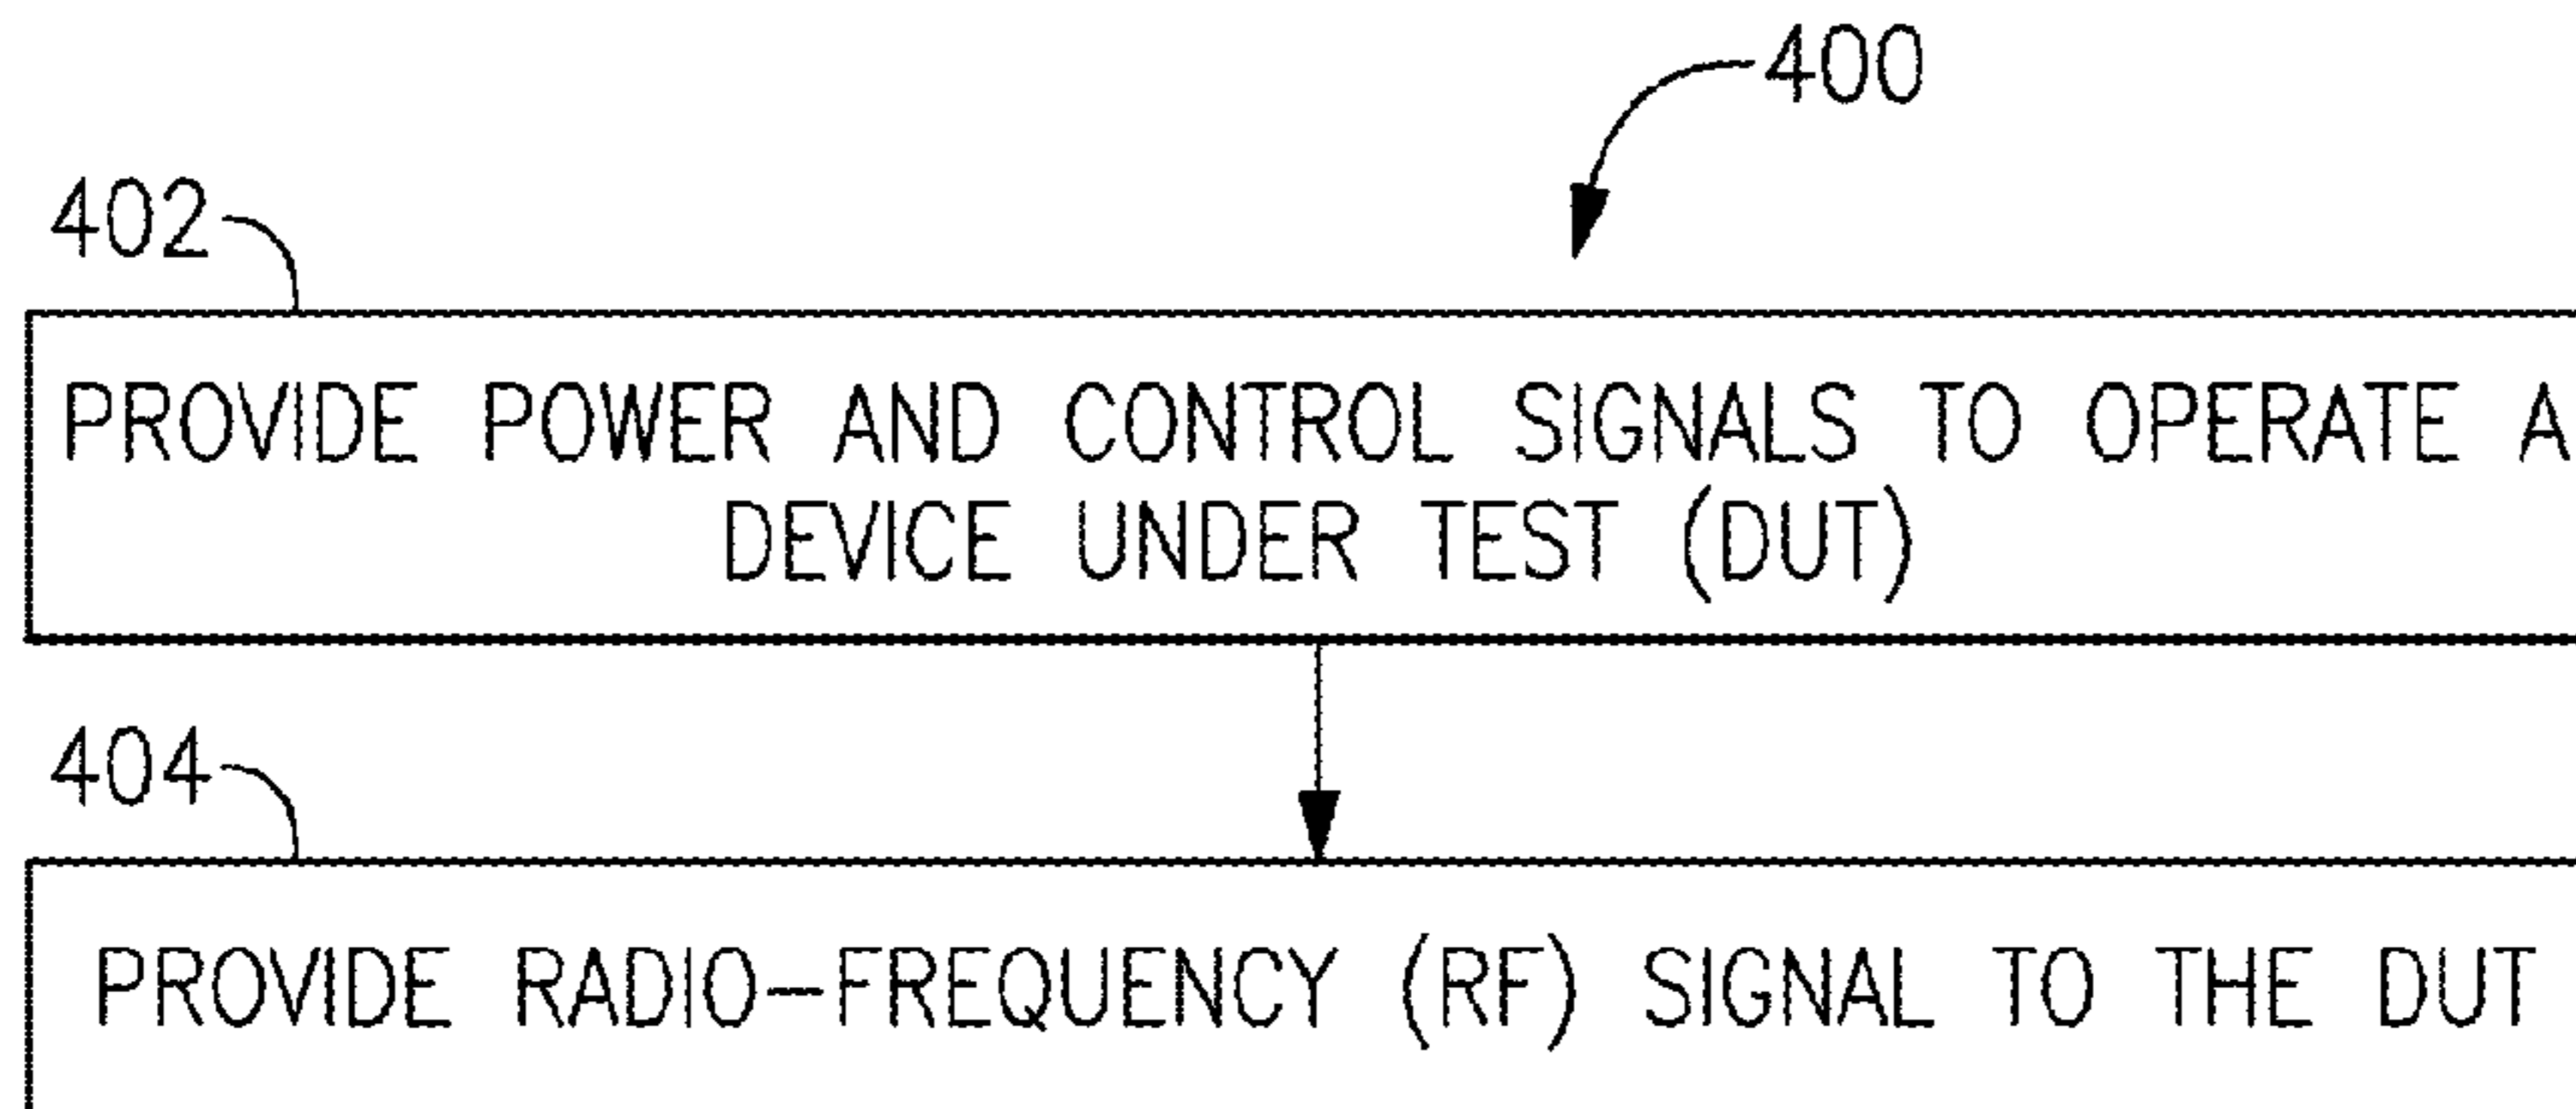 400
402
PROVIDE POWER AND CONTROL SIGNALS TO OPERATE A
DEVICE UNDER TEST (DUT)
404
PROVIDE RADIO-FREQUENCY (RF) SIGNAL TO THE DUT